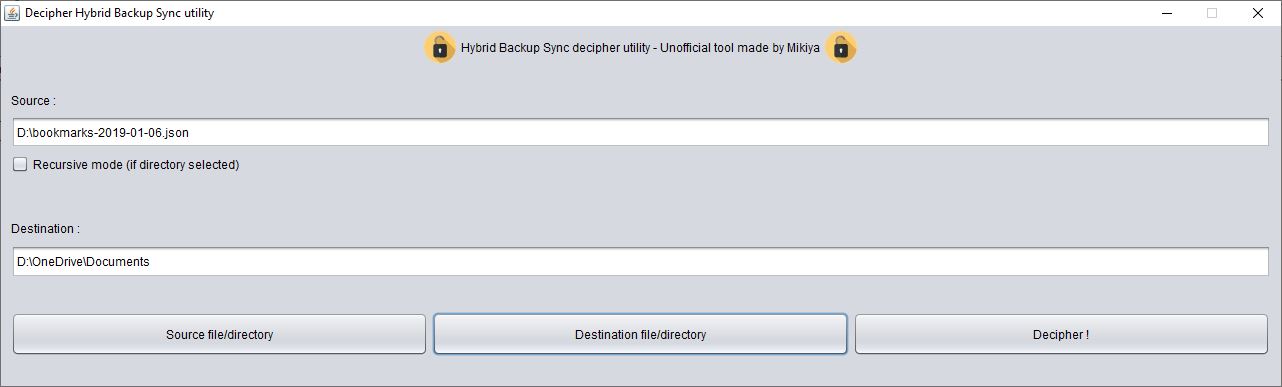 Decipher Hybrid Backup Sync utility
Hybrid Backup Sync decipher utility - Unofficial tool made by Mikiya
Source :
D:\bookmarks-2019-01-06.json
Recursive mode (if directory selected)
Destination :
D:\OneDrive\Documents
Source file/directory
Destination file/directory
Decipher !